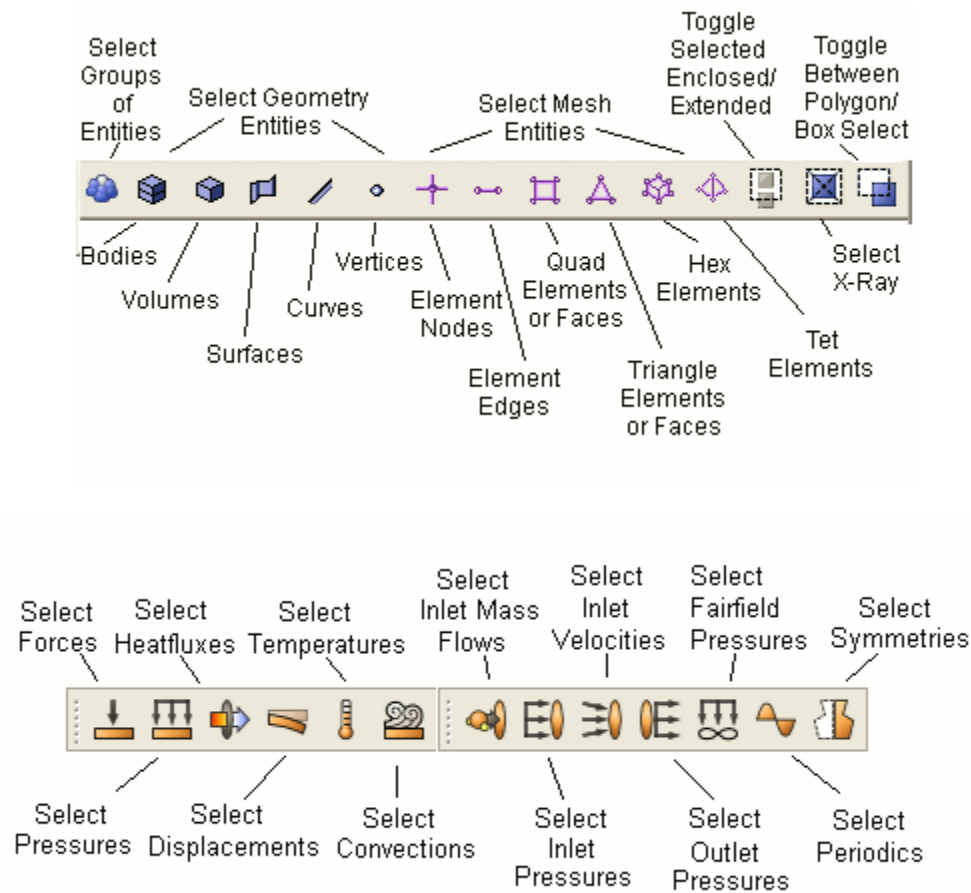 Select
Groups
of
Entities
Select Geometry
Entities
Select Mesh
Entities
Toggle
Selected
Enclosed/
Extended
Toggle
Between
Polygon/
Box Select
Bodies
Volumes
Surfaces
Curves
Vertices
Element
Nodes
Element
Edges
Quad
Elements
or Faces
Triangle
Elements
or Faces
Hex
Elements
Tet
Elements
Select
X-Ray
Select
Forces
Select
Heatfluxes
Select
Temperatures
Select
Inlet Mass
Flows
Select
Inlet
Velocities
Select
Fairfield
Pressures
Select
Symmetries
Select
Pressures
Select
Displacements
Select
Convections
Select
Inlet
Pressures
Select
Outlet
Pressures
Select
Periodics